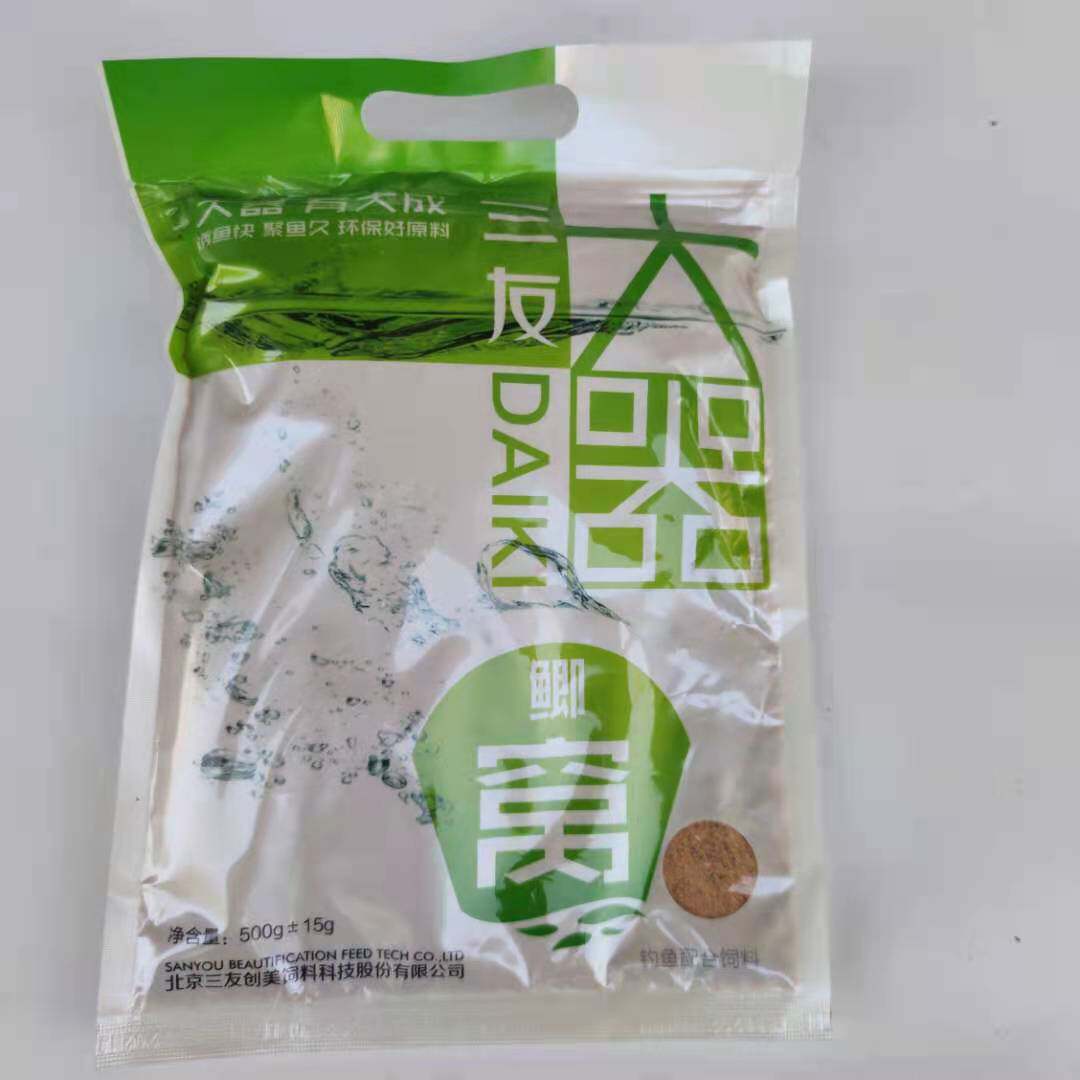 大器 有大成
诱鱼快 聚鱼久 环保好原料
三友
DAIKI
大器
鲫
窝
净含量：500g±15g
SANYOU BEAUTIFICATION FEED TECH CO.,LTD
北京三友创美饲料科技股份有限公司
钓鱼配合饲料